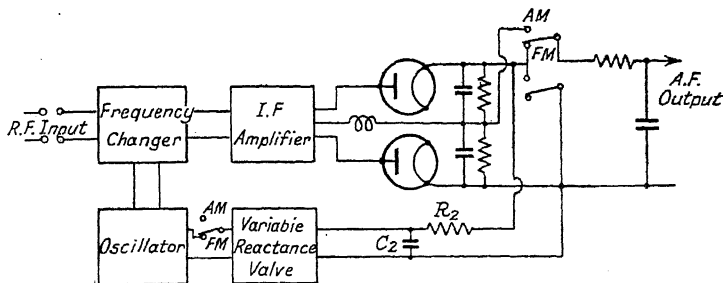 AM
FM
A.F.
Output
R.F. Input
Frequency
Changer
I.F
Amplifier
Oscillator
AM
FM
Variable
Reactance
Valve
R2
C2